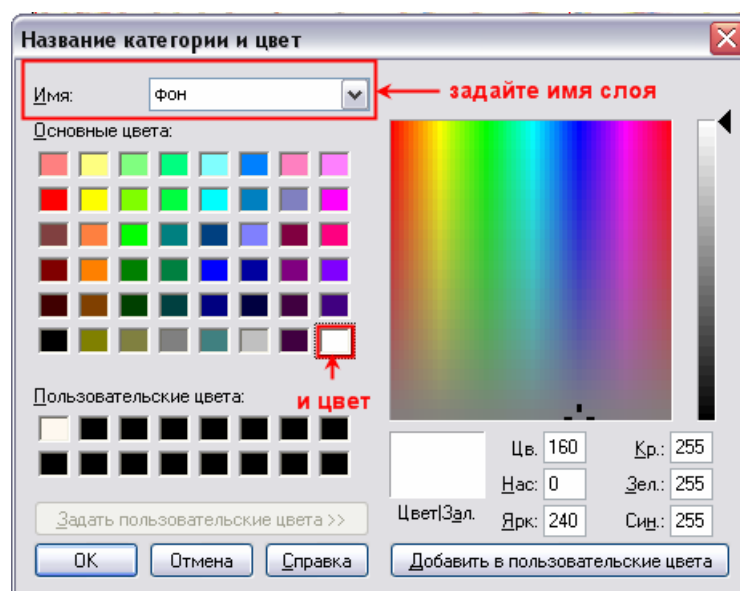 Название категории и цвет
Имя: фон
задайте имя слоя
Основные цвета:
и цвет
Пользовательские цвета:
Цв. 160 Кр.: 255
Нас: 0 Зел.: 255
Ярк: 240 Син.: 255
Цвет|Зал.
Задать пользовательские цвета >>
ОК Отмена Справка Добавить в пользовательские цвета